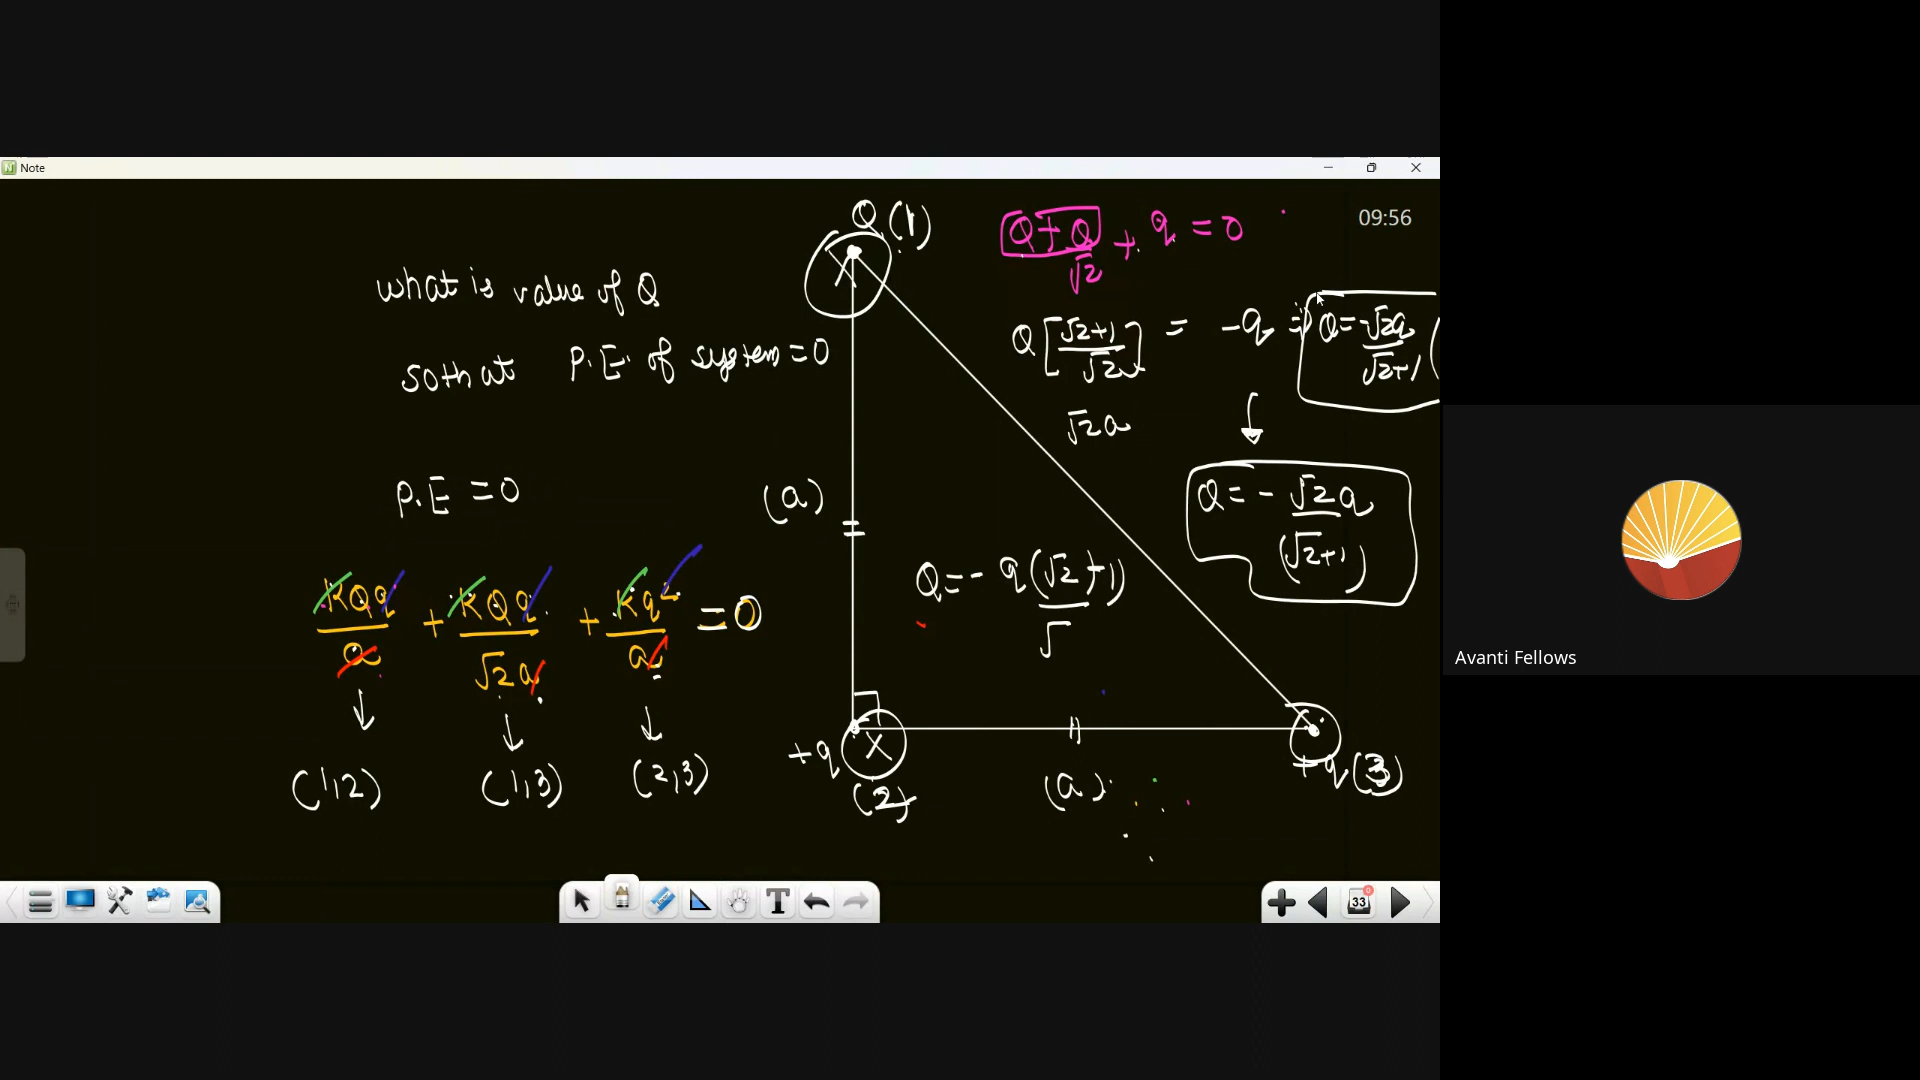 Note
09:56
Q (1)
Q + Q/√2 + q = 0
what is value of Q
so that P.E. of system = 0
Q [√2+1/√2] = -q ⇒ Q = -√2q/√2+1
√2a
P.E = 0
(a)
Q = - √2q/(√2+1)
KQq/a + KQq/√2a + Kq²/a = 0
Q = - q(√2+1)/√
(1,2) (1,3) (2,3)
+q
(2)
(a)
+q (3)
33
0
T
Avanti Fellows